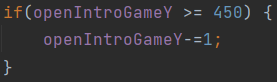 if(openIntroGameY >= 450) {
    openIntroGameY-=1;
}